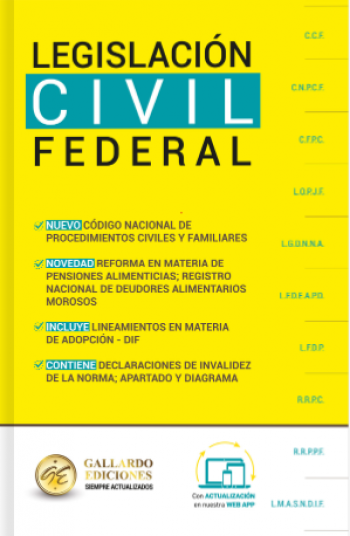 LEGISLACIÓN
CIVIL
FEDERAL
NUEVO CÓDIGO NACIONAL DE
PROCEDIMIENTOS CIVILES Y FAMILIARES
NOVEDAD REFORMA EN MATERIA DE
PENSIONES ALIMENTICIAS; REGISTRO
NACIONAL DE DEUDORES ALIMENTARIOS
MOROSOS
INCLUYE LINEAMIENTOS EN MATERIA
DE ADOPCIÓN - DIF
CONTIENE DECLARACIONES DE INVALIDEZ
DE LA NORMA; APARTADO Y DIAGRAMA
GE
GALLARDO
EDICIONES
SIEMPRE ACTUALIZADOS
Con ACTUALIZACIÓN
en nuestra WEB APP
C.C.F.
C.N.P.C.F.
C.F.P.C.
L.O.P.J.F.
L.G.D.N.N.A.
L.F.D.E.A.P.D.
L.F.D.P.
R.R.P.C.
R.R.P.P.F.
L.M.A.S.N.D.I.F.